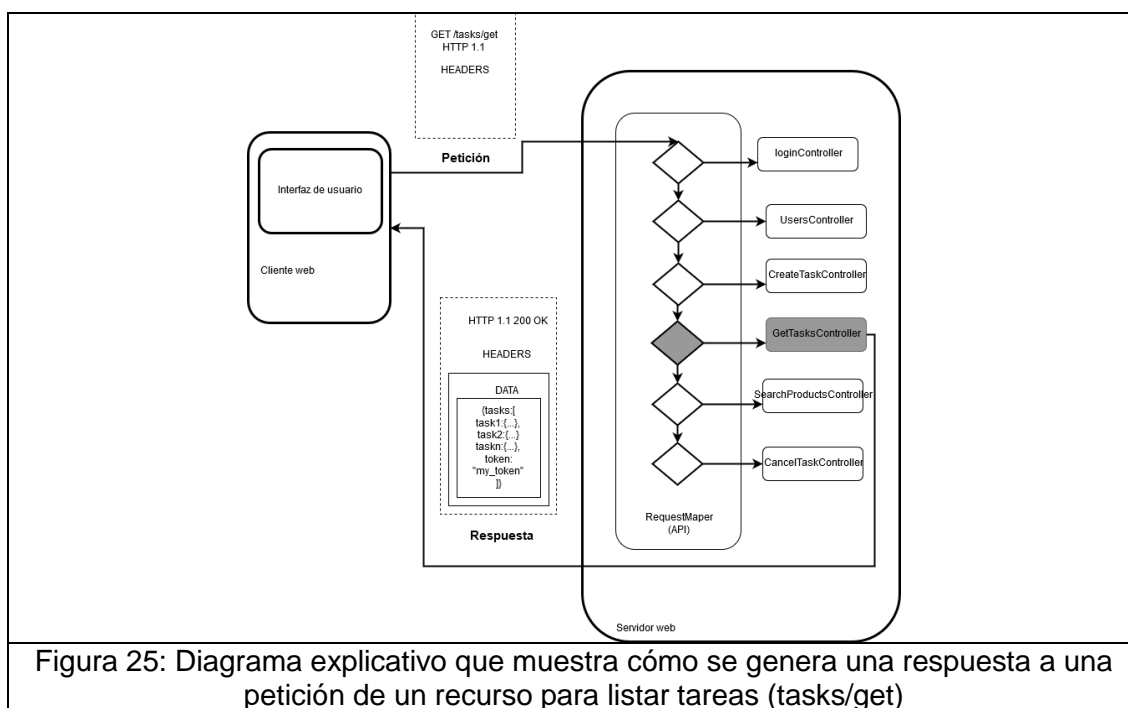 GET /tasks/get
HTTP 1.1
HEADERS
Petición
Interfaz de usuario
Cliente web
loginController
UsersController
CreateTaskController
GetTasksController
SearchProductsController
CancelTaskController
RequestMaper
(API)
Servidor web
HTTP 1.1 200 OK
HEADERS
DATA
{tasks:[
task1:{...},
task2:{...}
taskn:{...},
token:
"my_token"
]}
Respuesta
Figura 25: Diagrama explicativo que muestra cómo se genera una respuesta a una
petición de un recurso para listar tareas (tasks/get)